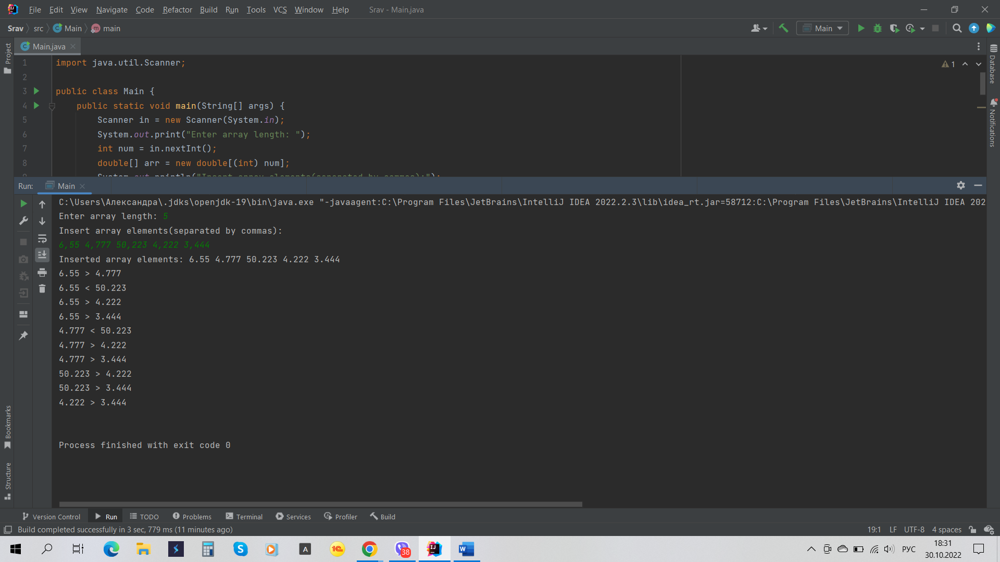 File Edit View Navigate Code Refactor Build Run Tools VCS Window Help Srav - Main.java
Srav src Main main
Main
Project
Main.java
1 import java.util.Scanner;
2
3 public class Main {
4 public static void main(String[] args) {
5 Scanner in = new Scanner(System.in);
6 System.out.print("Enter array length: ");
7 int num = in.nextInt();
8 double[] arr = new double[(int) num];
9 System.out.println("Insert array elements(separated by commas):");
1
Database
Notifications
Run: Main
C:\Users\Александра\.jdks\openjdk-19\bin\java.exe "-javaagent:C:\Program Files\JetBrains\IntelliJ IDEA 2022.2.3\lib\idea_rt.jar=58712:C:\Program Files\JetBrains\IntelliJ IDEA 202
Enter array length: 5
Insert array elements(separated by commas):
6,55 4,777 50,223 4,222 3,444
Inserted array elements: 6.55 4.777 50.223 4.222 3.444
6.55 > 4.777
6.55 < 50.223
6.55 > 4.222
6.55 > 3.444
4.777 < 50.223
4.777 > 4.222
4.777 > 3.444
50.223 > 4.222
50.223 > 3.444
4.222 > 3.444
Process finished with exit code 0
Bookmarks
Structure
Version Control Run TODO Problems Terminal Services Profiler Build
Build completed successfully in 3 sec, 779 ms (11 minutes ago) 19:1 LF UTF-8 4 spaces
38
РУС
18:31
30.10.2022